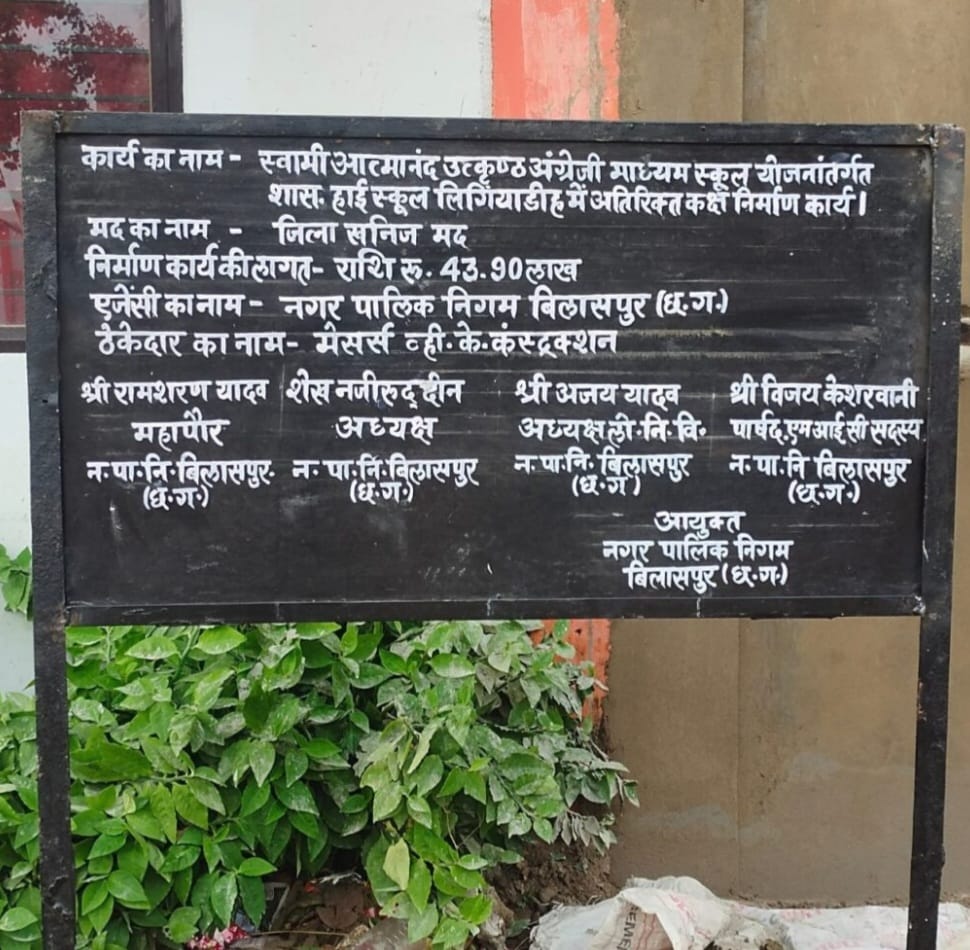 कार्य का नाम - स्वामी आत्मानंद उत्कृष्ठ अंग्रेजी माध्यम स्कूल योजनांतर्गत
शास. हाई स्कूल लिंगियाडीह में अतिरिक्त कक्ष निर्माण कार्य।
मद का नाम - जिला खनिज मद
निर्माण कार्य की लागत - राशि रू. 43.90 लाख
एजेंसी का नाम - नगर पालिक निगम बिलासपुर (छ.ग.)
ठेकेदार का नाम - मेसर्स व्ही.के. कंस्ट्रक्शन
श्री रामशरण यादव शेख नजीरुद्दीन श्री अजय यादव श्री विजय केशरवानी
महापौर अध्यक्ष अध्यक्ष लो.नि.वि. पार्षद, एम आई सी सदस्य
न.पा.नि.बिलासपुर. न.पा.नि.बिलासपुर न.पा.नि. बिलासपुर न.पा.नि बिलासपुर
(छ.ग.) (छ.ग.) (छ.ग) (छ.ग.)
आयुक्त
नगर पालिक निगम
बिलासपुर (छ.ग.)